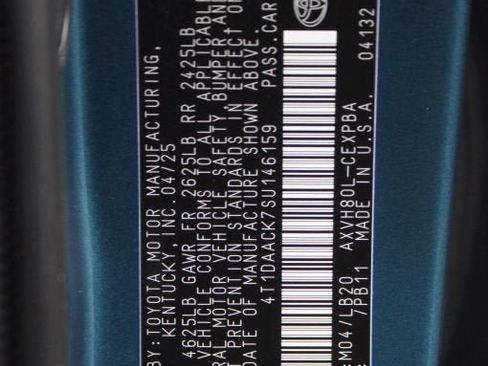 BY: TOYOTA MOTOR MANUFACTURING,
KENTUCKY, INC. 04/25
4625LB GAWR FR 2625LB RR 2425LB
VEHICLE CONFORMS TO ALL APPLICABLE
RAL MOTOR VEHICLE SAFETY, BUMPER AND
T PREVENTION STANDARDS IN EFFECT O
DATE OF MANUFACTURE SHOWN ABOVE.
4T1DAACK7SU146159 PASS.CAR
:M04/LB20 AXVH80L-CEXPBA
/PB11 MADE IN U.S.A. 04132